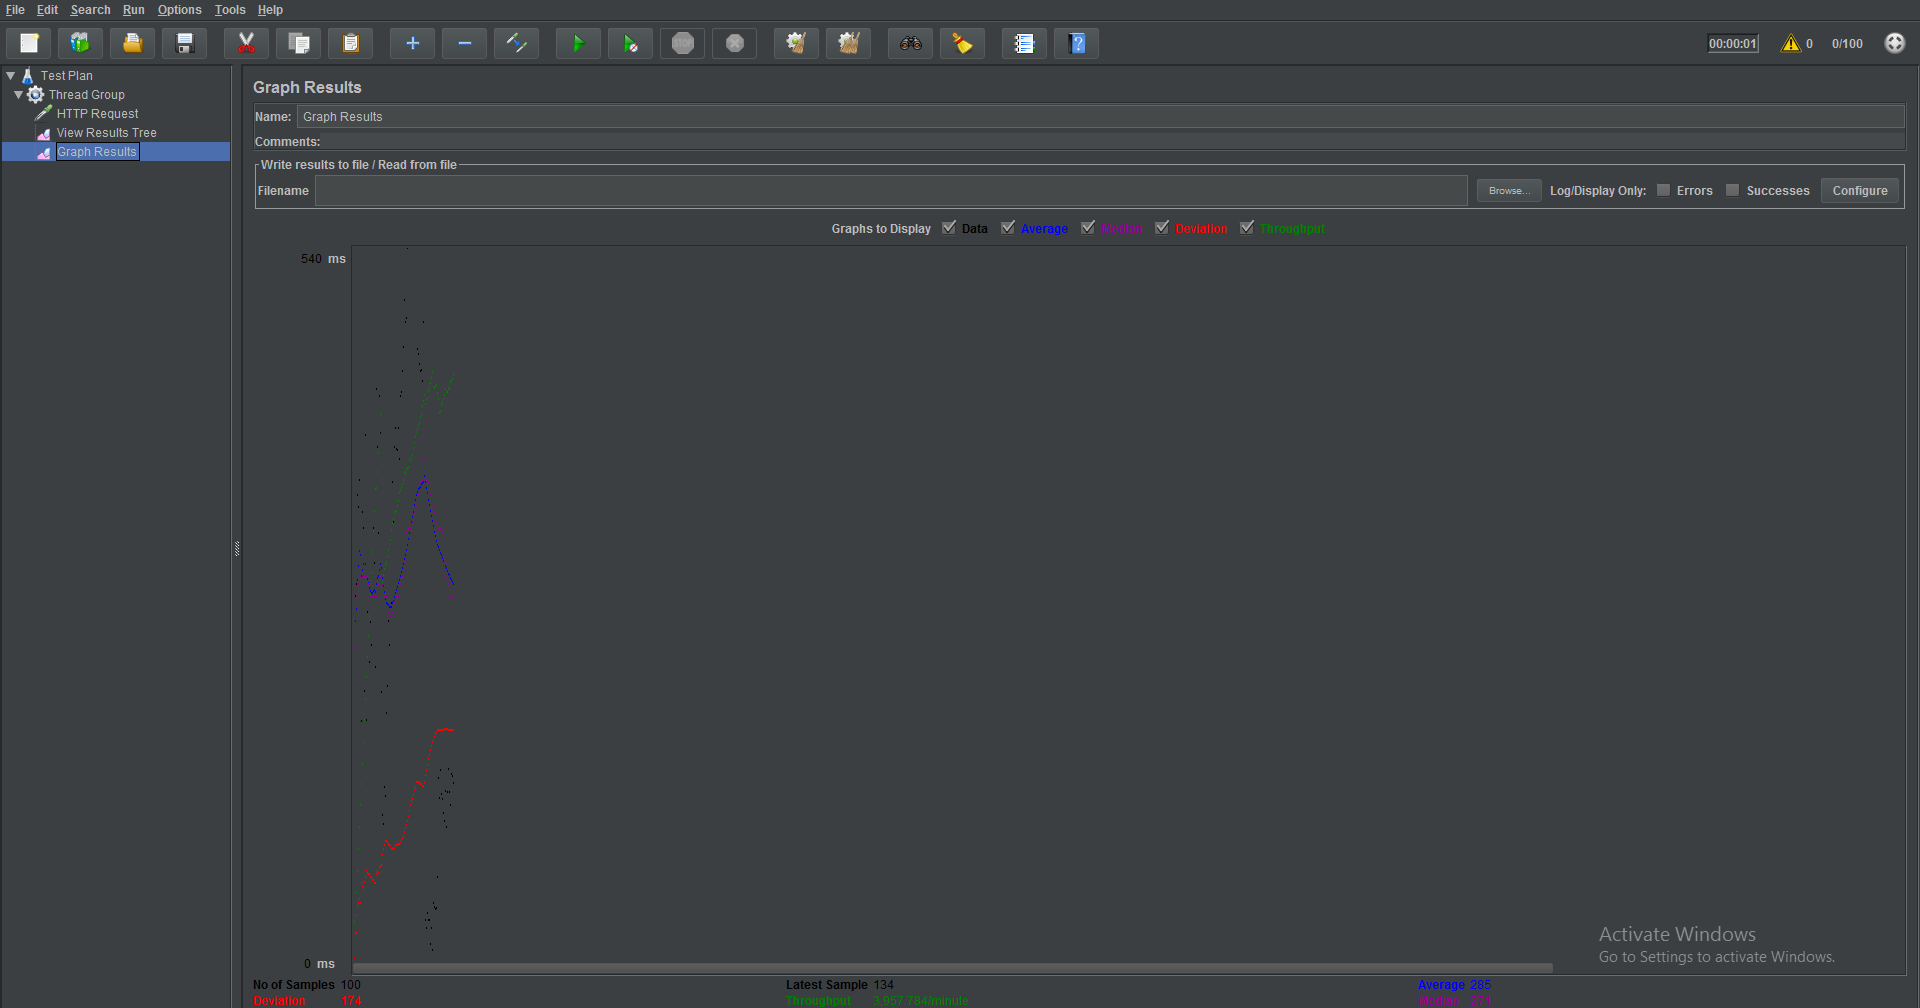 File Edit Search Run Options Tools Help
STOP
00:00:01 0 0/100
Test Plan
Thread Group
HTTP Request
View Results Tree
Graph Results
Graph Results
Name: Graph Results
Comments:
Write results to file / Read from file
Filename Browse... Log/Display Only: Errors Successes Configure
Graphs to Display Data Average Median Deviation Throughput
540 ms
0 ms
Activate Windows
Go to Settings to activate Windows.
No of Samples 100 Latest Sample 134 Average 285
Deviation 174 Throughput 3,957.784/minute Median 271